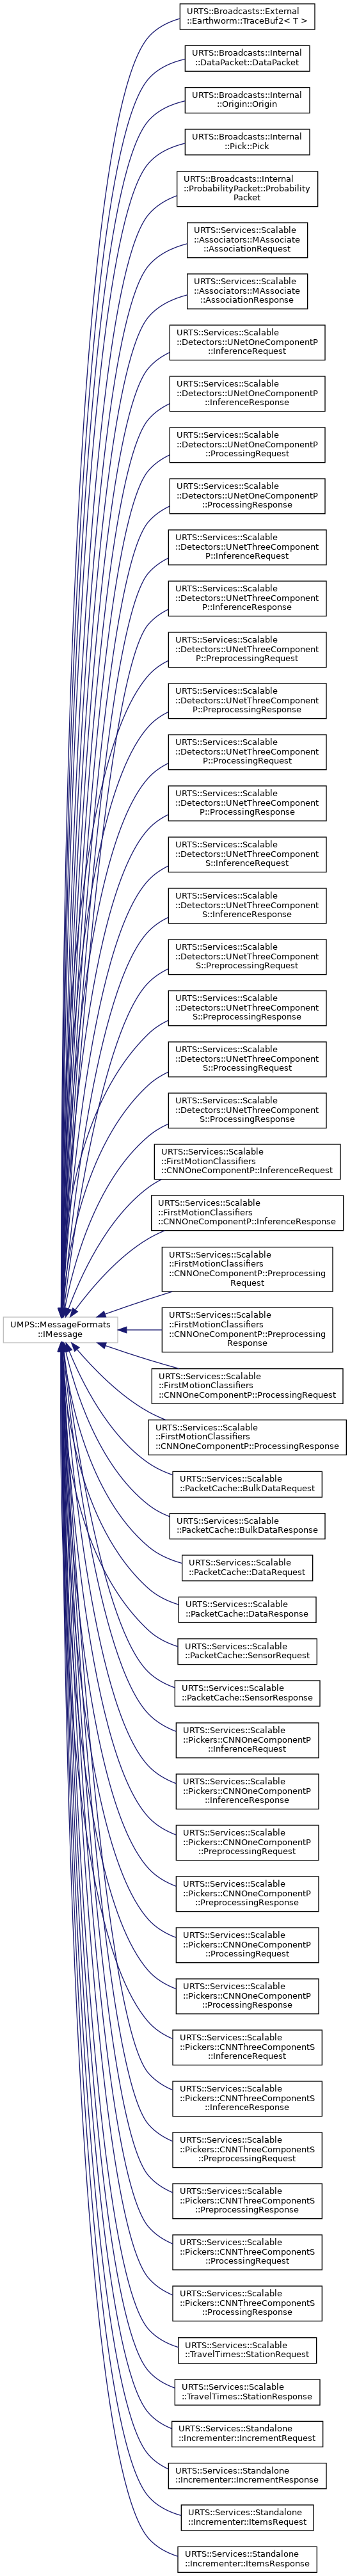 URTS::Broadcasts::External
::Earthworm::TraceBuf2< T >
URTS::Broadcasts::Internal
::DataPacket::DataPacket
URTS::Broadcasts::Internal
::Origin::Origin
URTS::Broadcasts::Internal
::Pick::Pick
URTS::Broadcasts::Internal
::ProbabilityPacket::Probability
Packet
URTS::Services::Scalable
::Associators::MAssociate
::AssociationRequest
URTS::Services::Scalable
::Associators::MAssociate
::AssociationResponse
URTS::Services::Scalable
::Detectors::UNetOneComponentP
::InferenceRequest
URTS::Services::Scalable
::Detectors::UNetOneComponentP
::InferenceResponse
URTS::Services::Scalable
::Detectors::UNetOneComponentP
::ProcessingRequest
URTS::Services::Scalable
::Detectors::UNetOneComponentP
::ProcessingResponse
URTS::Services::Scalable
::Detectors::UNetThreeComponent
P::InferenceRequest
URTS::Services::Scalable
::Detectors::UNetThreeComponent
P::InferenceResponse
URTS::Services::Scalable
::Detectors::UNetThreeComponent
P::PreprocessingRequest
URTS::Services::Scalable
::Detectors::UNetThreeComponent
P::PreprocessingResponse
URTS::Services::Scalable
::Detectors::UNetThreeComponent
P::ProcessingRequest
URTS::Services::Scalable
::Detectors::UNetThreeComponent
P::ProcessingResponse
URTS::Services::Scalable
::Detectors::UNetThreeComponent
S::InferenceRequest
URTS::Services::Scalable
::Detectors::UNetThreeComponent
S::InferenceResponse
URTS::Services::Scalable
::Detectors::UNetThreeComponent
S::PreprocessingRequest
URTS::Services::Scalable
::Detectors::UNetThreeComponent
S::PreprocessingResponse
URTS::Services::Scalable
::Detectors::UNetThreeComponent
S::ProcessingRequest
URTS::Services::Scalable
::Detectors::UNetThreeComponent
S::ProcessingResponse
URTS::Services::Scalable
::FirstMotionClassifiers
::CNNOneComponentP::InferenceRequest
URTS::Services::Scalable
::FirstMotionClassifiers
::CNNOneComponentP::InferenceResponse
URTS::Services::Scalable
::FirstMotionClassifiers
::CNNOneComponentP::Preprocessing
Request
UMPS::MessageFormats
::IMessage
URTS::Services::Scalable
::FirstMotionClassifiers
::CNNOneComponentP::Preprocessing
Response
URTS::Services::Scalable
::FirstMotionClassifiers
::CNNOneComponentP::ProcessingRequest
URTS::Services::Scalable
::FirstMotionClassifiers
::CNNOneComponentP::ProcessingResponse
URTS::Services::Scalable
::PacketCache::BulkDataRequest
URTS::Services::Scalable
::PacketCache::BulkDataResponse
URTS::Services::Scalable
::PacketCache::DataRequest
URTS::Services::Scalable
::PacketCache::DataResponse
URTS::Services::Scalable
::PacketCache::SensorRequest
URTS::Services::Scalable
::PacketCache::SensorResponse
URTS::Services::Scalable
::Pickers::CNNOneComponentP
::InferenceRequest
URTS::Services::Scalable
::Pickers::CNNOneComponentP
::InferenceResponse
URTS::Services::Scalable
::Pickers::CNNOneComponentP
::PreprocessingRequest
URTS::Services::Scalable
::Pickers::CNNOneComponentP
::PreprocessingResponse
URTS::Services::Scalable
::Pickers::CNNOneComponentP
::ProcessingRequest
URTS::Services::Scalable
::Pickers::CNNOneComponentP
::ProcessingResponse
URTS::Services::Scalable
::Pickers::CNNThreeComponentS
::InferenceRequest
URTS::Services::Scalable
::Pickers::CNNThreeComponentS
::InferenceResponse
URTS::Services::Scalable
::Pickers::CNNThreeComponentS
::PreprocessingRequest
URTS::Services::Scalable
::Pickers::CNNThreeComponentS
::PreprocessingResponse
URTS::Services::Scalable
::Pickers::CNNThreeComponentS
::ProcessingRequest
URTS::Services::Scalable
::Pickers::CNNThreeComponentS
::ProcessingResponse
URTS::Services::Scalable
::TravelTimes::StationRequest
URTS::Services::Scalable
::TravelTimes::StationResponse
URTS::Services::Standalone
::Incrementer::IncrementRequest
URTS::Services::Standalone
::Incrementer::IncrementResponse
URTS::Services::Standalone
::Incrementer::ItemsRequest
URTS::Services::Standalone
::Incrementer::ItemsResponse